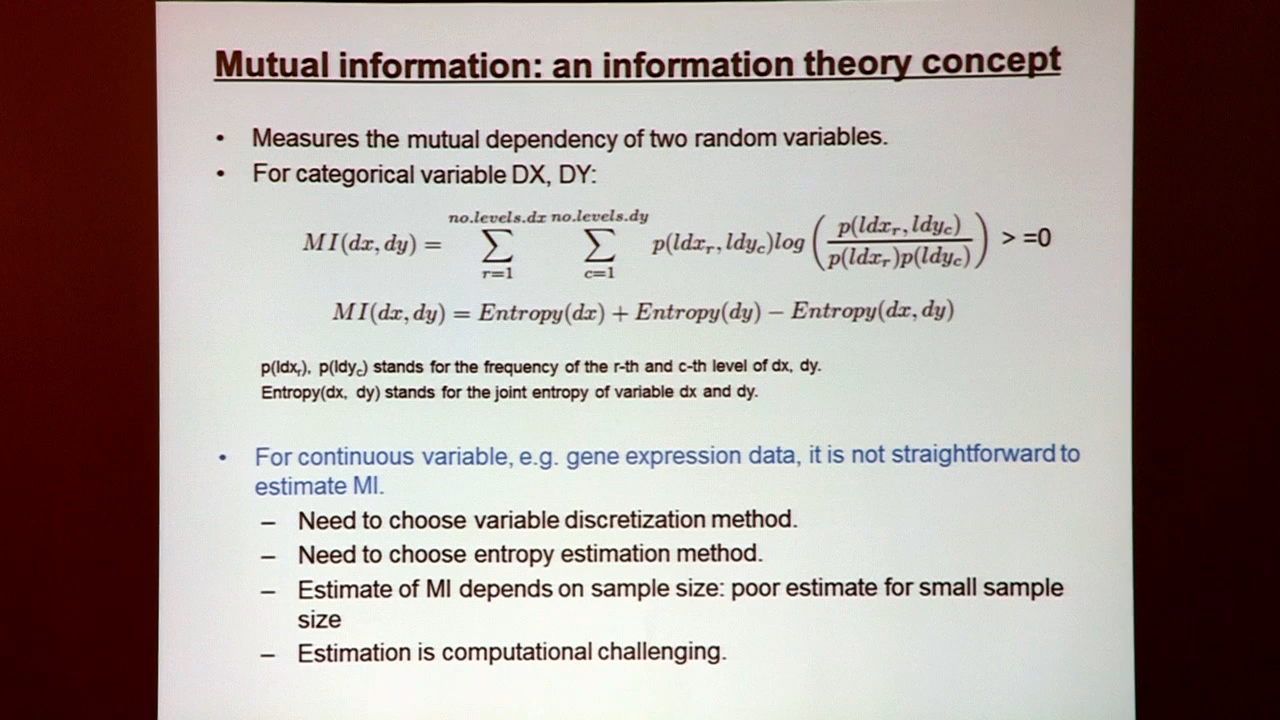 Mutual information: an information theory concept
• Measures the mutual dependency of two random variables.
• For categorical variable DX, DY:
MI(dx, dy) = \sum_{r=1}^{no.levels.dx} \sum_{c=1}^{no.levels.dy} p(ldx_r, ldy_c) log ( \frac{p(ldx_r, ldy_c)}{p(ldx_r)p(ldy_c)} ) > =0
MI(dx, dy) = Entropy(dx) + Entropy(dy) − Entropy(dx, dy)
p(ldx_r), p(ldy_c) stands for the frequency of the r-th and c-th level of dx, dy.
Entropy(dx, dy) stands for the joint entropy of variable dx and dy.
• For continuous variable, e.g. gene expression data, it is not straightforward to
estimate MI.
– Need to choose variable discretization method.
– Need to choose entropy estimation method.
– Estimate of MI depends on sample size: poor estimate for small sample
size
– Estimation is computational challenging.